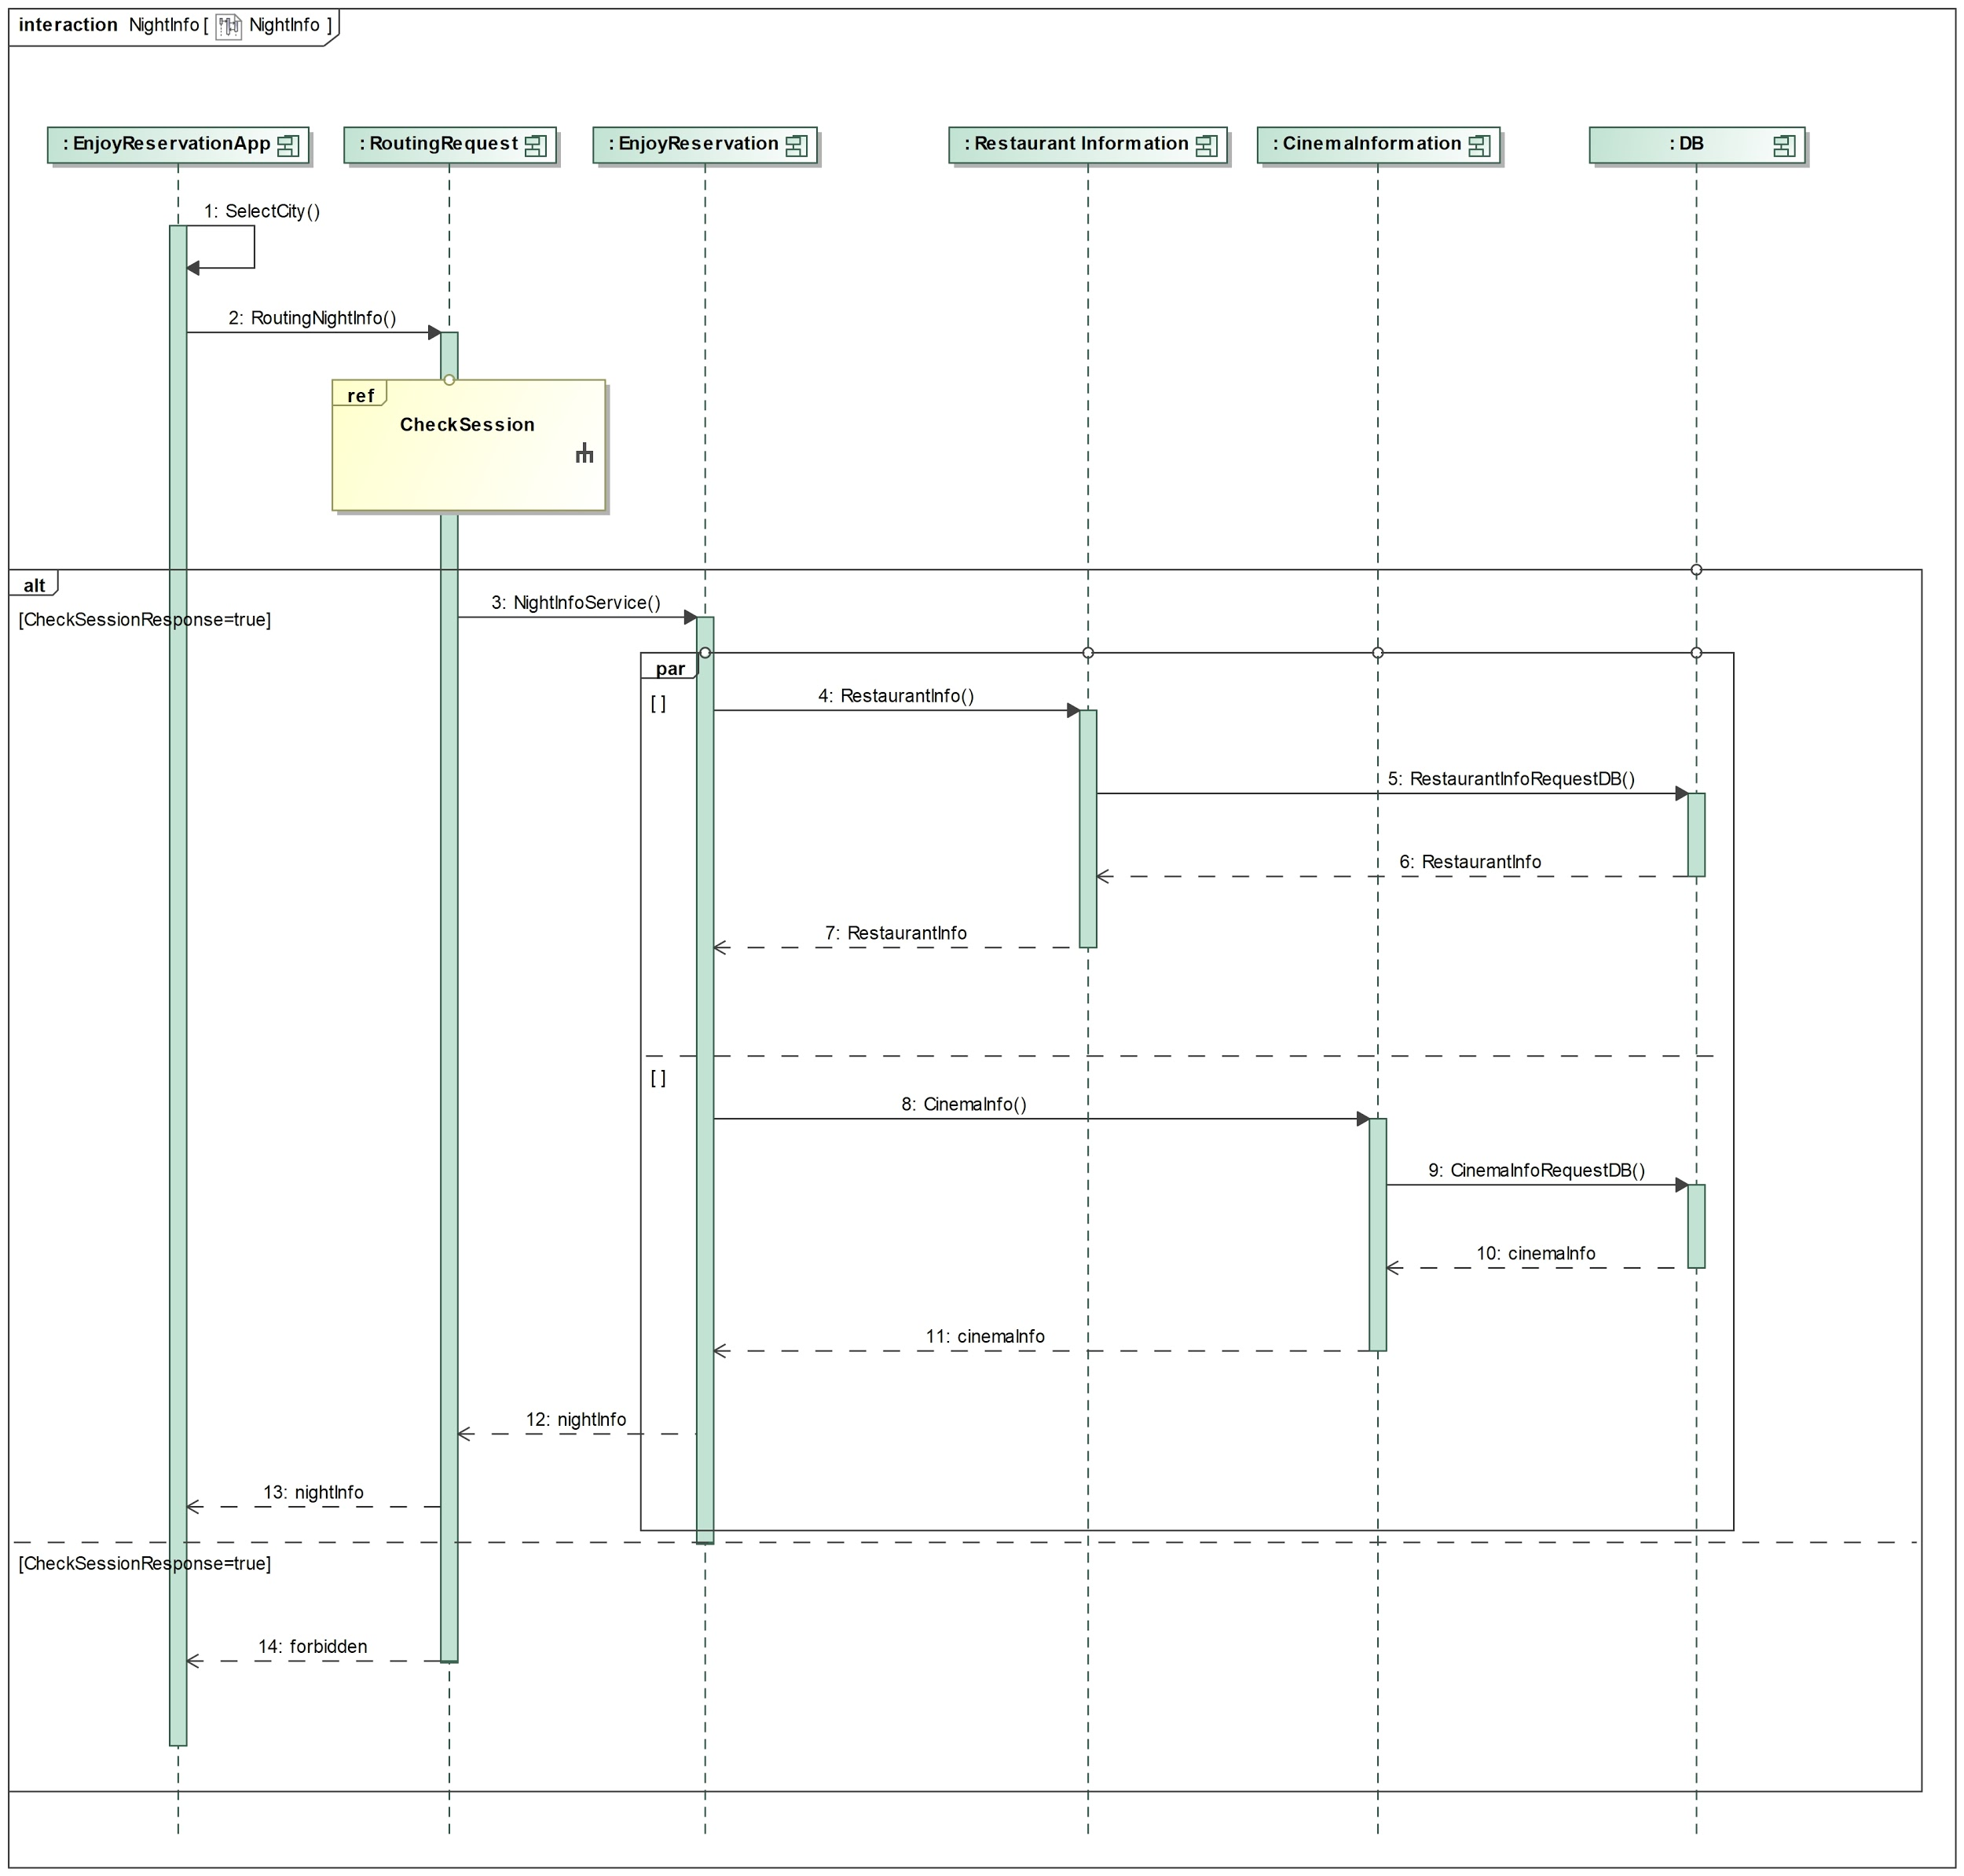 interaction NightInfo [ NightInfo ]
: EnjoyReservationApp
: RoutingRequest
: EnjoyReservation
: Restaurant Information
: CinemaInformation
: DB
1: SelectCity()
2: RoutingNightInfo()
ref
CheckSession
alt
[CheckSessionResponse=true]
3: NightInfoService()
par
[ ]
4: RestaurantInfo()
5: RestaurantInfoRequestDB()
6: RestaurantInfo
7: RestaurantInfo
[ ]
8: CinemaInfo()
9: CinemaInfoRequestDB()
10: cinemaInfo
11: cinemaInfo
12: nightInfo
13: nightInfo
[CheckSessionResponse=true]
14: forbidden